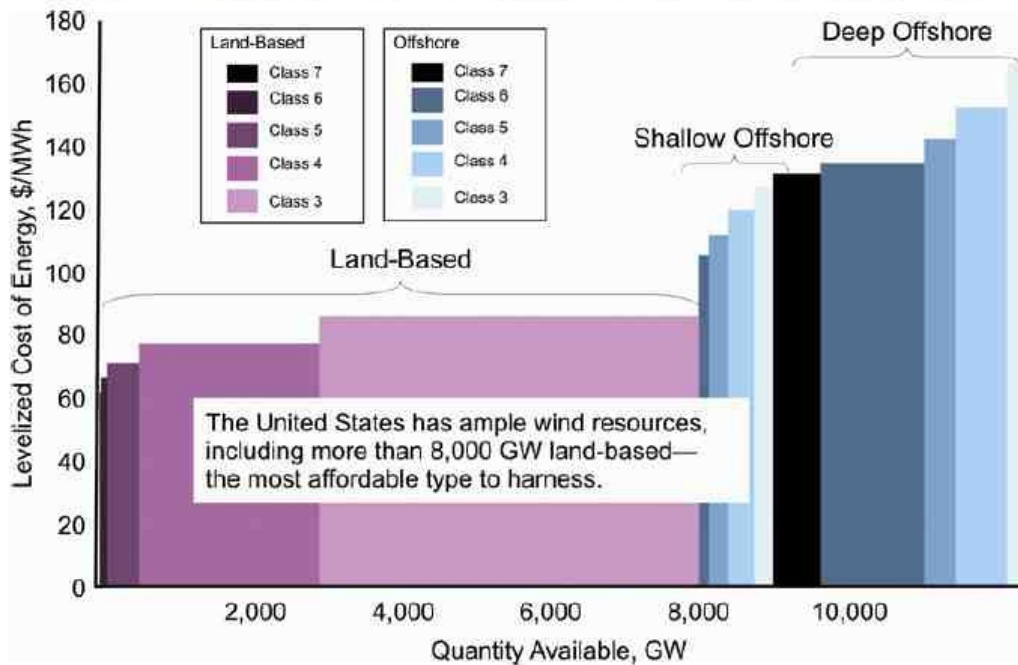 180
160
140
120
100
80
60
40
20
0
Levelized Cost of Energy, $/MWh
Land-Based
Class 7
Class 6
Class 5
Class 4
Class 3
Offshore
Class 7
Class 6
Class 5
Class 4
Class 3
Deep Offshore
Shallow Offshore
Land-Based
The United States has ample wind resources,
including more than 8,000 GW land-based—
the most affordable type to harness.
2,000
4,000
6,000
8,000
10,000
Quantity Available, GW